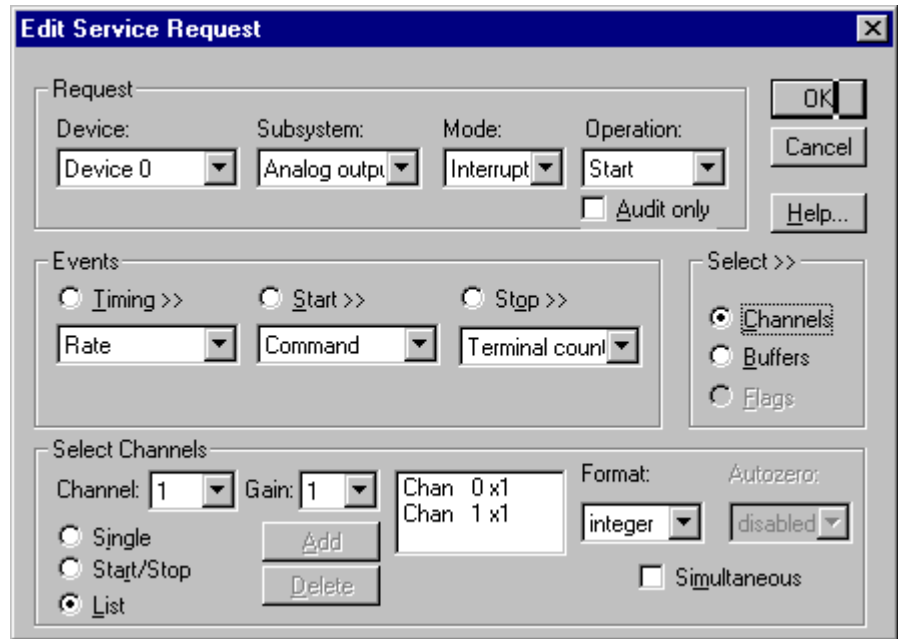 Edit Service Request
Request
OK
Device: Subsystem: Mode: Operation:
Device 0 Analog outpu Interrupt Start
Cancel
Audit only
Help...
Events
Select >>
Timing >> Start >> Stop >>
Channels
Rate Command Terminal count
Buffers
Flags
Select Channels
Channel: 1 Gain: 1
Chan 0 x1
Chan 1 x1
Format: Autozero:
integer disabled
Single
Add
Start/Stop
Delete
Simultaneous
List